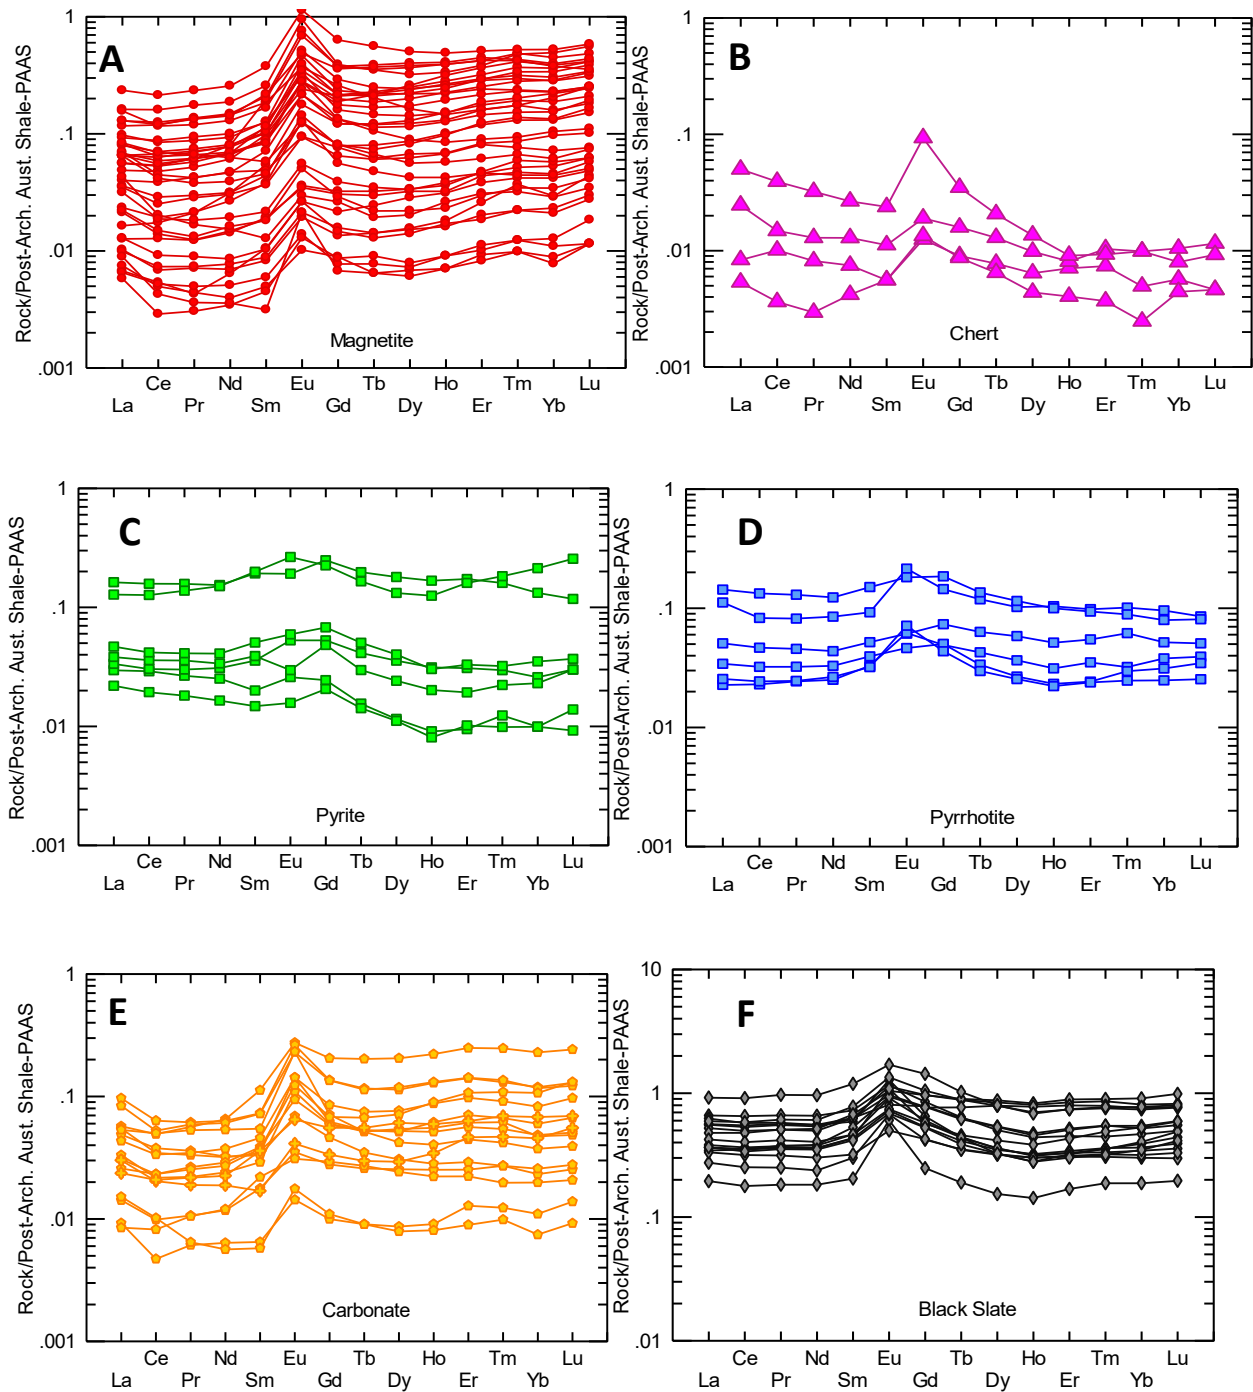 A
Rock/Post-Arch. Aust. Shale-PAAS
1
.1
.01
.001
Magnetite
Ce Nd Eu Tb Ho Tm Lu
La Pr Sm Gd Dy Er Yb
B
Rock/Post-Arch. Aust. Shale-PAAS
1
.1
.01
.001
Chert
Ce Nd Eu Tb Ho Tm Lu
La Pr Sm Gd Dy Er Yb
C
Rock/Post-Arch. Aust. Shale-PAAS
1
.1
.01
.001
Pyrite
Ce Nd Eu Tb Ho Tm Lu
La Pr Sm Gd Dy Er Yb
D
Rock/Post-Arch. Aust. Shale-PAAS
1
.1
.01
.001
Pyrrhotite
Ce Nd Eu Tb Ho Tm Lu
La Pr Sm Gd Dy Er Yb
E
Rock/Post-Arch. Aust. Shale-PAAS
1
.1
.01
.001
Carbonate
Ce Nd Eu Tb Ho Tm Lu
La Pr Sm Gd Dy Er Yb
F
Rock/Post-Arch. Aust. Shale-PAAS
10
1
.1
.01
Black Slate
Ce Nd Eu Tb Ho Tm Lu
La Pr Sm Gd Dy Er Yb